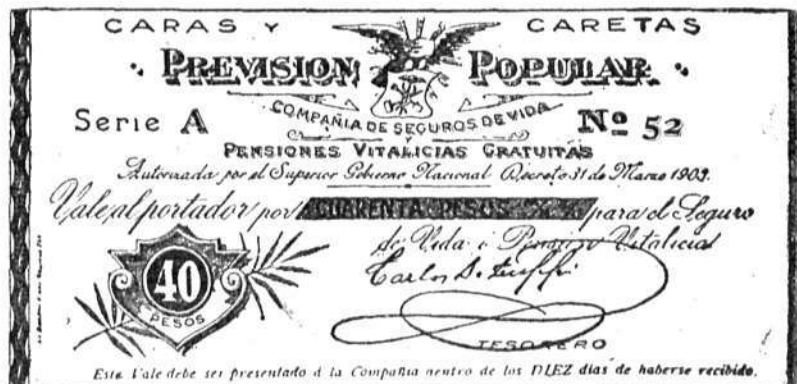 CARAS Y CARETAS
PREVISION POPULAR
COMPAÑIA DE SEGUROS DE VIDA
Serie A Nº 52
Y
PENSIONES VITALICIAS GRATUITAS
Autorizada por el Superior Gobierno Nacional Decreto 31 de Marzo 1903.
Vale al portador por CUARENTA PESOS para el Seguro
de Vida i Pension Vitalicia
40
PESOS
Carlos
TESORERO
Este Vale debe ser presentado á la Compañia dentro de los DIEZ dias de haberse recibido.